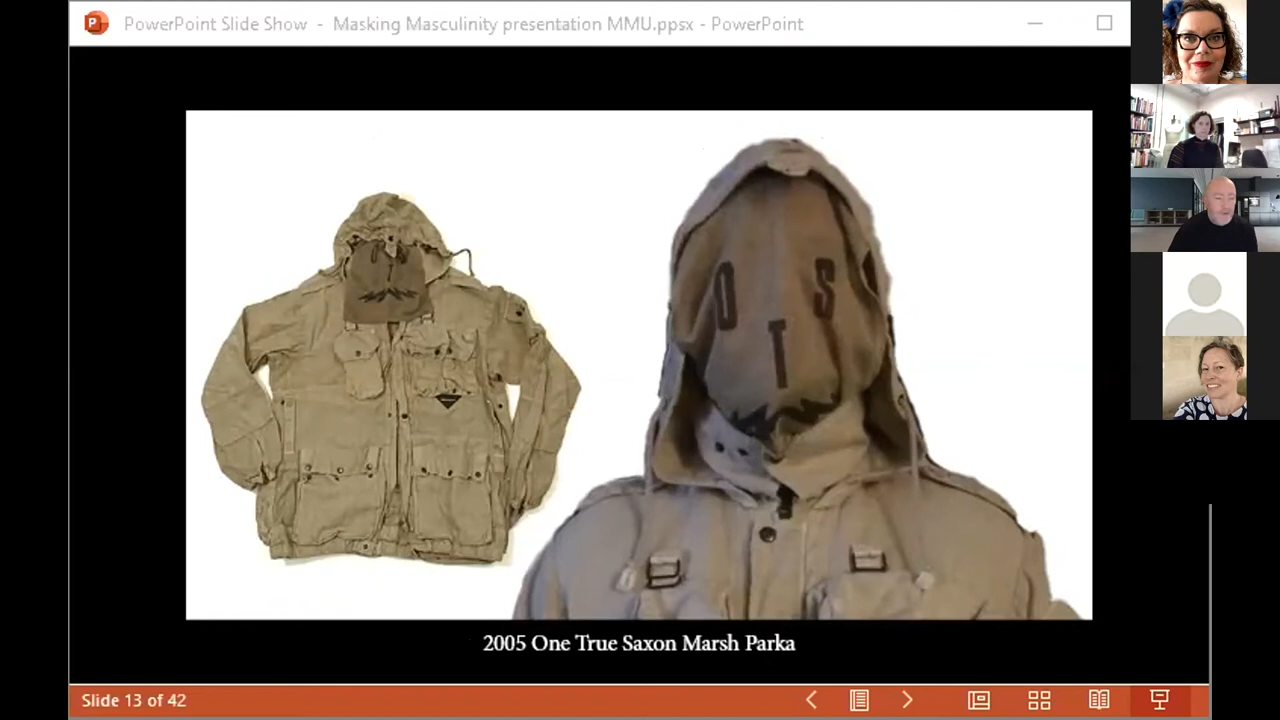 PowerPoint Slide Show - Masking Masculinity presentation MMU.ppsx - PowerPoint
O S
T
2005 One True Saxon Marsh Parka
Slide 13 of 42